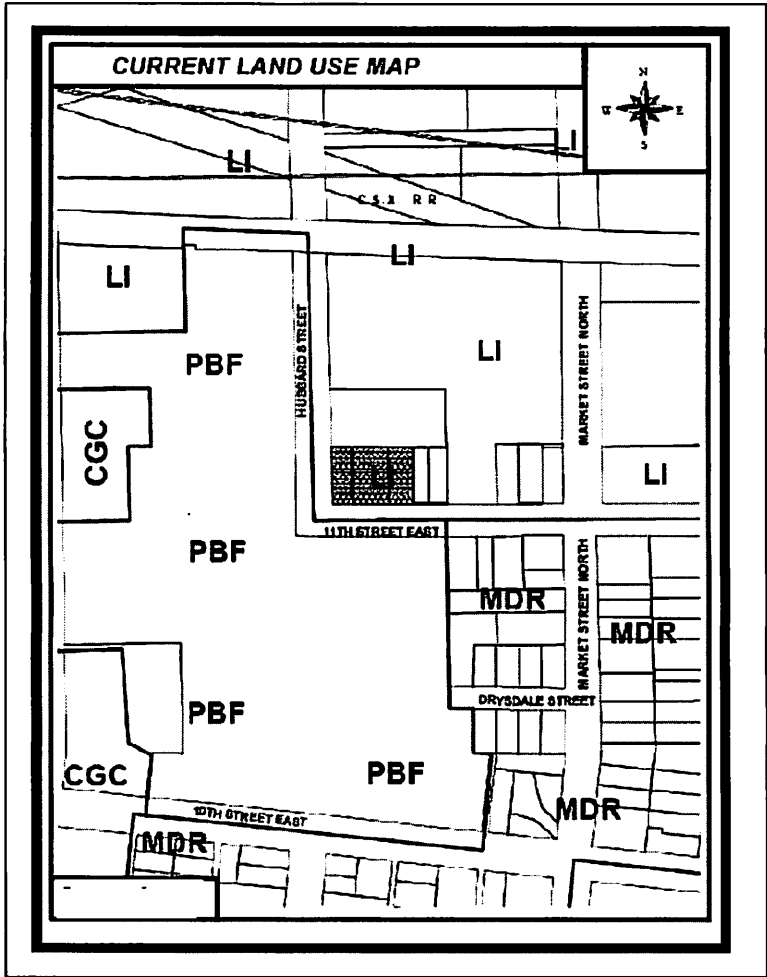 CURRENT LAND USE MAP
N
W E
S
LI
LI
C.S.X R R
LI
LI
HUBBARD STREET
MARKET STREET NORTH
PBF
LI
CGC
LI
LI
11TH STREET EAST
PBF
MDR
MARKET STREET NORTH
MDR
DRYSDALE STREET
PBF
PBF
CGC
10TH STREET EAST
MDR
MDR